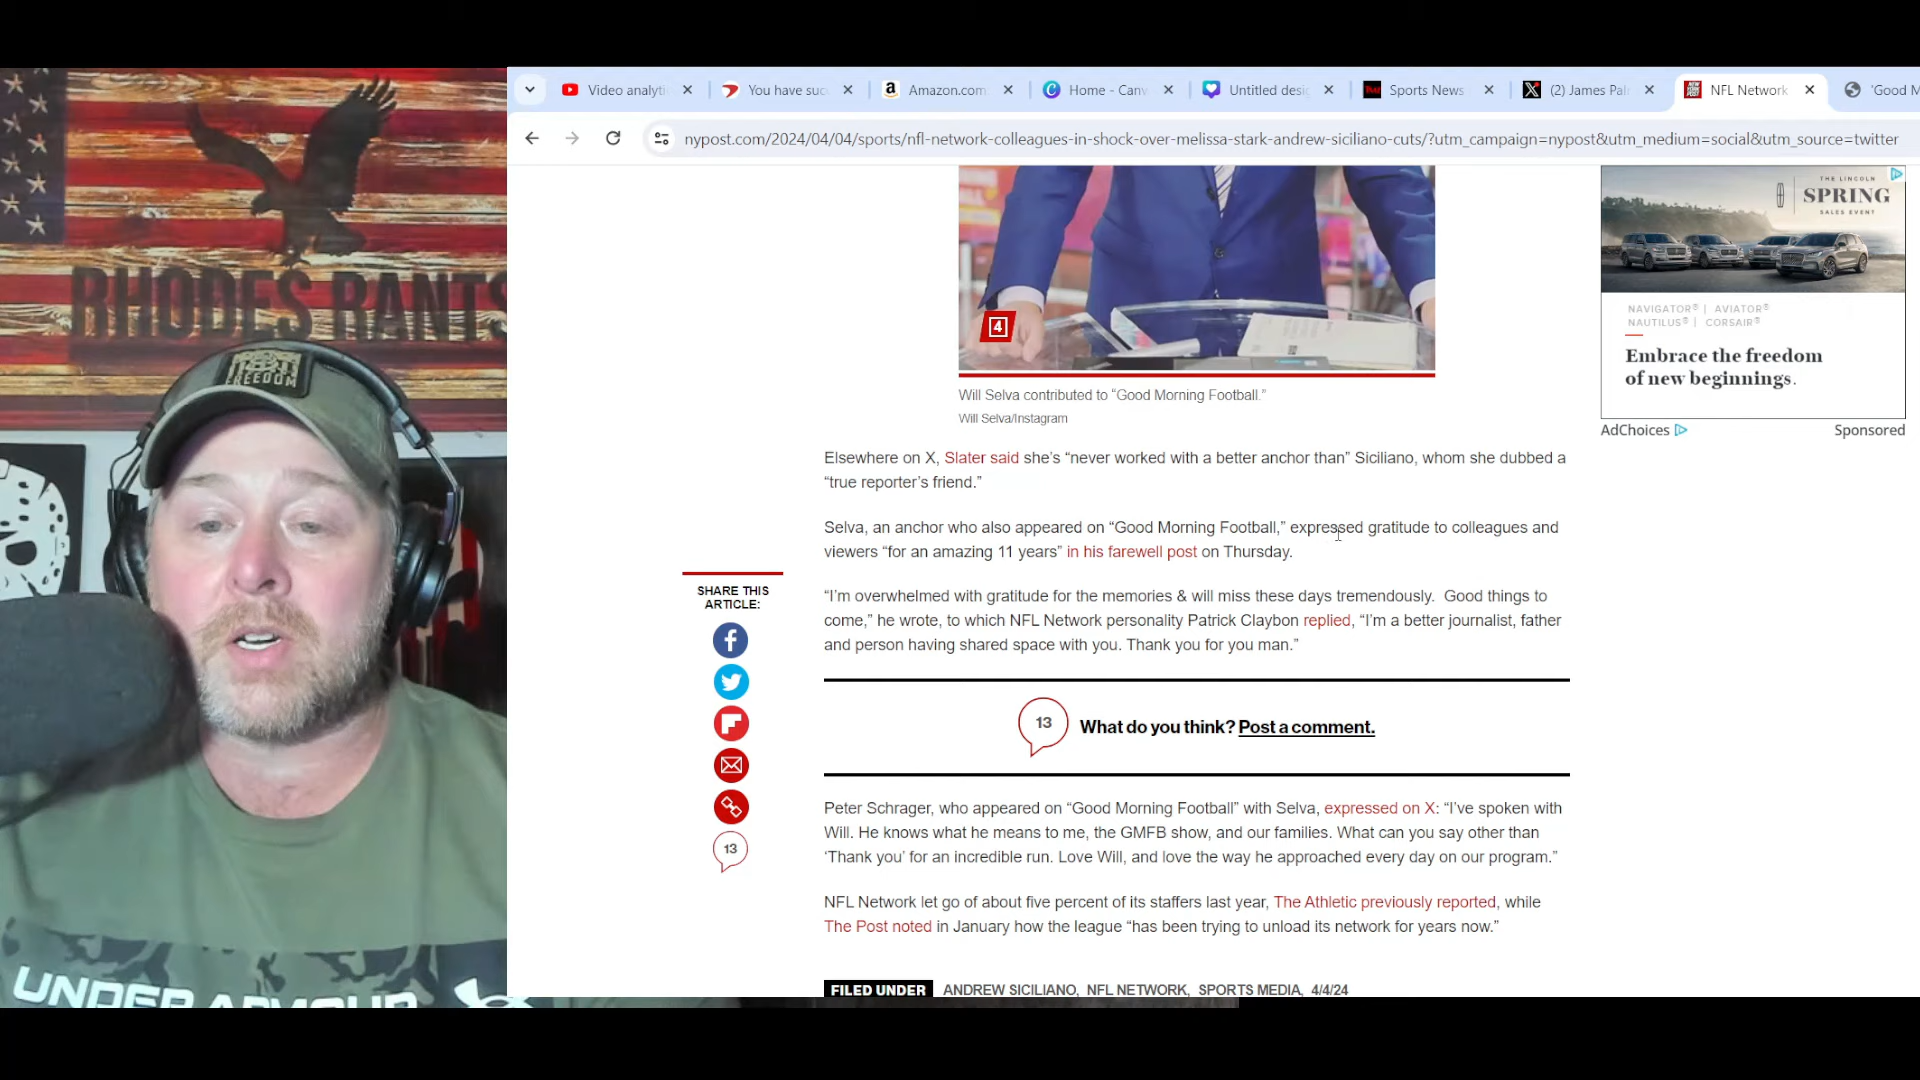 Video analyti
You have suc
Amazon.com:
Home - Canv
Untitled desig
Sports News
(2) James Pal
NFL Network
'Good M
nypost.com/2024/04/04/sports/nfl-network-colleagues-in-shock-over-melissa-stark-andrew-siciliano-cuts/?utm_campaign=nypost&utm_medium=social&utm_source=twitter
RHODES RANTS
FREEDOM
UNDER ARMOUR
4
Will Selva contributed to “Good Morning Football.”
Will Selva/Instagram
Elsewhere on X, Slater said she’s “never worked with a better anchor than” Siciliano, whom she dubbed a
“true reporter’s friend.”
Selva, an anchor who also appeared on “Good Morning Football,” expressed gratitude to colleagues and
viewers “for an amazing 11 years” in his farewell post on Thursday.
“I’m overwhelmed with gratitude for the memories & will miss these days tremendously.  Good things to
come,” he wrote, to which NFL Network personality Patrick Claybon replied, “I’m a better journalist, father
and person having shared space with you. Thank you for you man.”
SHARE THIS
ARTICLE:
13
13
What do you think? Post a comment.
Peter Schrager, who appeared on “Good Morning Football” with Selva, expressed on X: “I’ve spoken with
Will. He knows what he means to me, the GMFB show, and our families. What can you say other than
‘Thank you’ for an incredible run. Love Will, and love the way he approached every day on our program.”
NFL Network let go of about five percent of its staffers last year, The Athletic previously reported, while
The Post noted in January how the league “has been trying to unload its network for years now.”
FILED UNDER ANDREW SICILIANO, NFL NETWORK, SPORTS MEDIA, 4/4/24
THE LINCOLN
SPRING
SALES EVENT
NAVIGATOR® | AVIATOR®
NAUTILUS® | CORSAIR®
Embrace the freedom
of new beginnings.
AdChoices
Sponsored